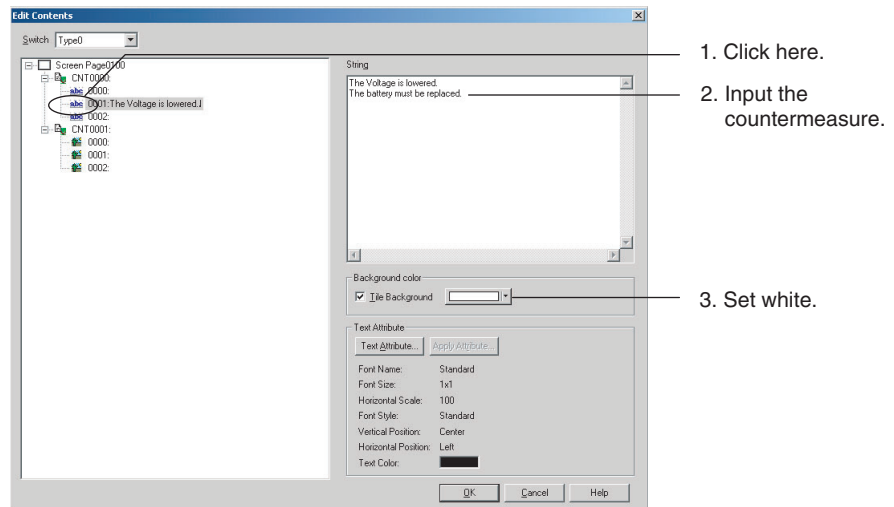 Edit Contents
Switch Type0
Screen Page0100
CNT0000:
abc 0000:
abc 0001:The Voltage is lowered.
abc 0002:
CNT0001:
0000:
0001:
0002:
String
The Voltage is lowered.
The battery must be replaced.
Background color
Tile Background
Text Attribute
Text Attribute... Apply Attribute...
Font Name: Standard
Font Size: 1x1
Horizontal Scale: 100
Font Style: Standard
Vertical Position: Center
Horizontal Position: Left
Text Color:
OK Cancel Help
1. Click here.
2. Input the
countermeasure.
3. Set white.